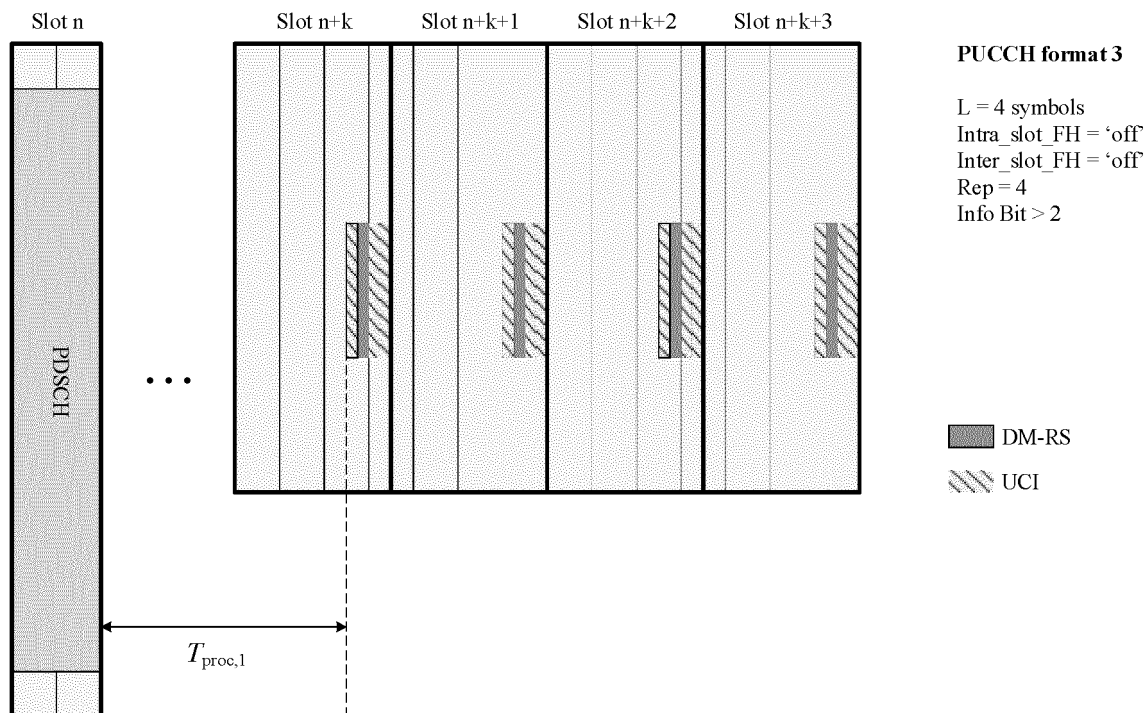 Slot n
Slot n+k
Slot n+k+1
Slot n+k+2
Slot n+k+3
PUCCH format 3
L = 4 symbols
Intra_slot_FH = ‘off’
Inter_slot_FH = ‘off’
Rep = 4
Info Bit > 2
PDSCH
• • •
DM-RS
UCI
Tproc,1